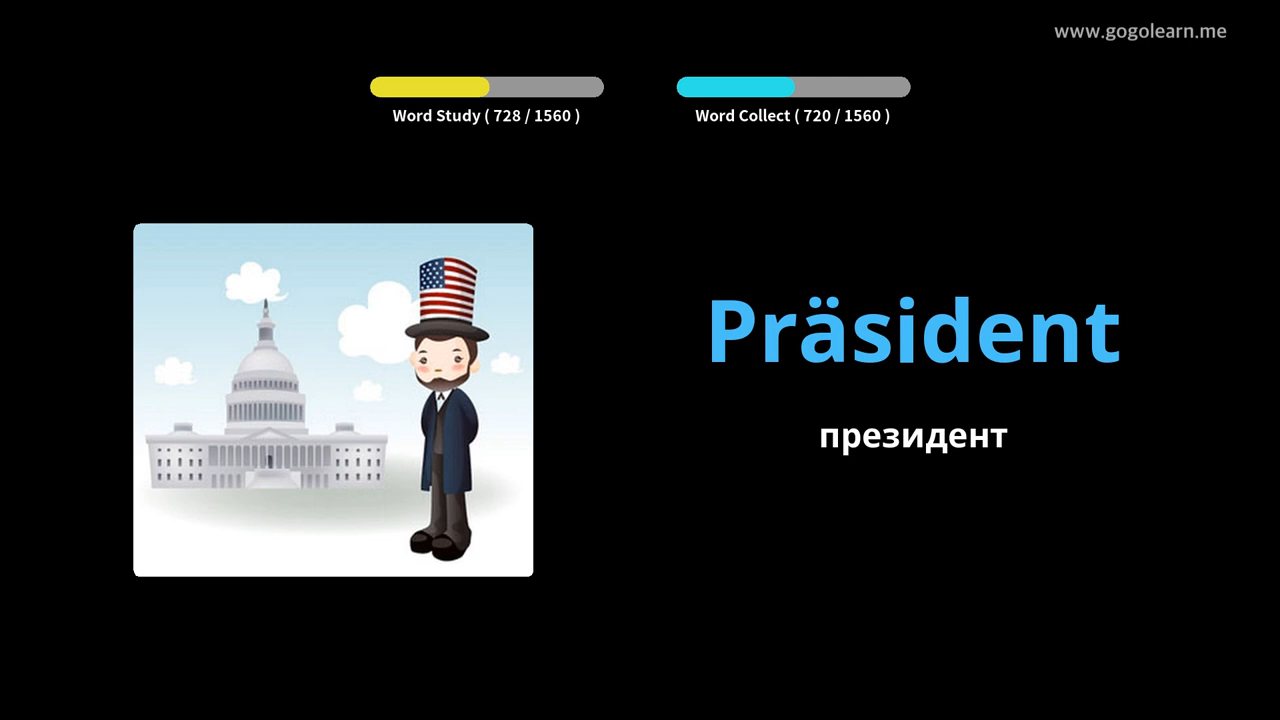 www.gogolearn.me
Word Study ( 728 / 1560 )
Word Collect ( 720 / 1560 )
Präsident
президент